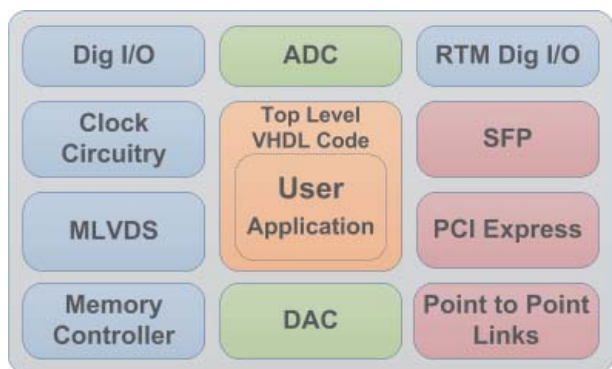 Dig I/O
ADC
RTM Dig I/O
Clock
Circuitry
Top Level
VHDL Code
User
Application
SFP
MLVDS
PCI Express
Memory
Controller
DAC
Point to Point
Links